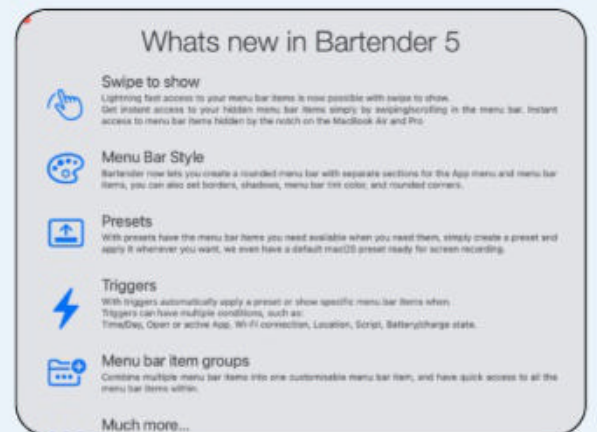 Whats new in Bartender 5
Swipe to show
Lightning fast access to your menu bar items is now possible with swipe to show.
Get instant access to your hidden menu bar items simply by swiping/scrolling in the menu bar. Instant
access to menu bar items hidden by the notch on the MacBook Air and Pro
Menu Bar Style
Bartender now lets you create a rounded menu bar with separate sections for the App menu and menu bar
items, you can also set borders, shadows, menu bar tint color, and rounded corners.
Presets
With presets have the menu bar items you need available when you need them, simply create a preset and
apply it whenever you want, we even have a default macOS preset ready for screen recording.
Triggers
With triggers automatically apply a preset or show specific menu bar items when.
Triggers can have multiple conditions, such as:
Time/Day, Open or active App, Wi-Fi connection, Location, Script, Battery/charge state.
Menu bar item groups
Combine multiple menu bar items into one customisable menu bar item, and have quick access to all the
menu bar items within.
Much more...